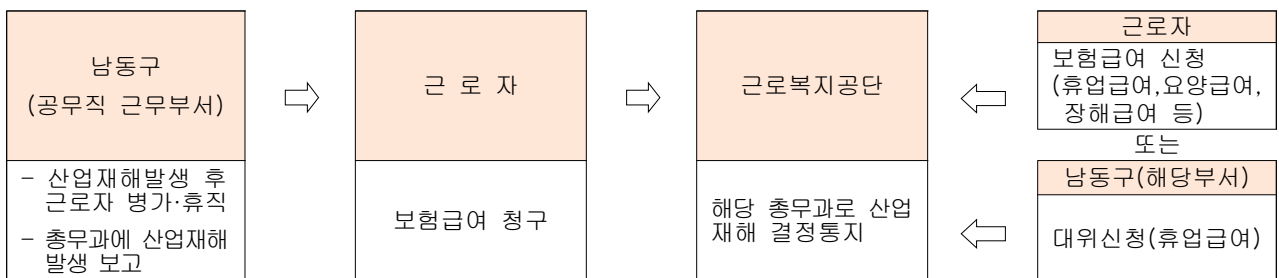 남동구
(공무직 근무부서)
- 산업재해발생 후
근로자 병가·휴직
- 총무과에 산업재해
발생 보고
근 로 자
보험급여 청구
근로복지공단
해당 총무과로 산업
재해 결정통지
근로자
보험급여 신청
(휴업급여,요양급여,
장해급여 등)
또는
남동구(해당부서)
대위신청(휴업급여)